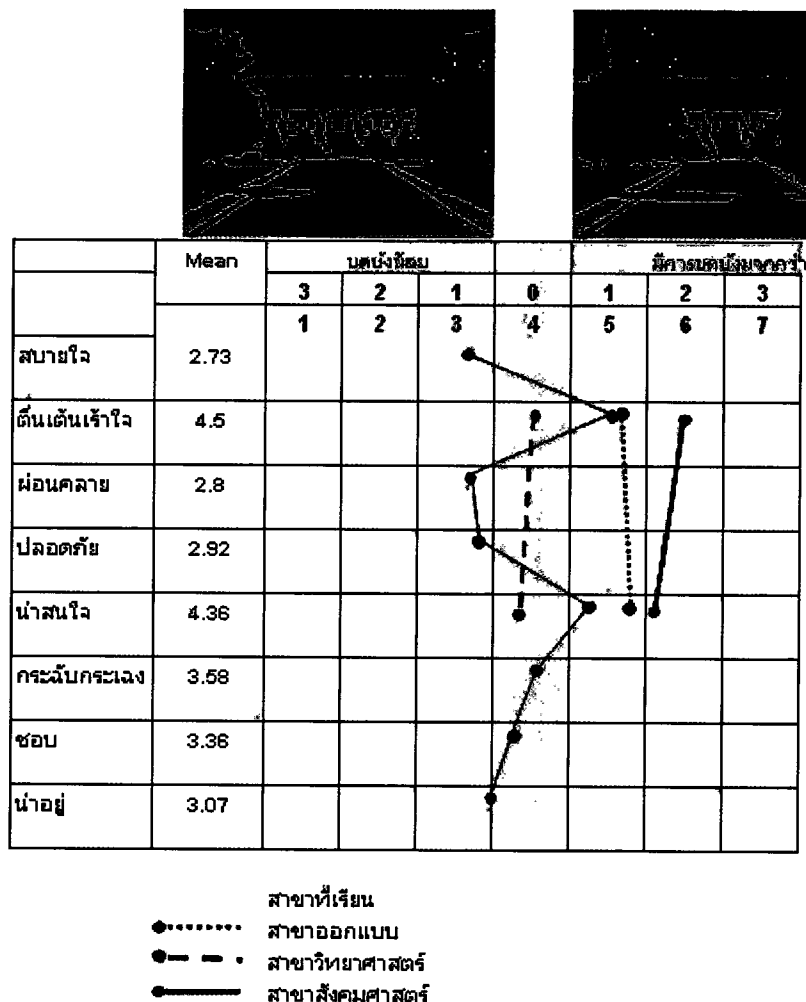 Mean
3 2 1 0 1 2 3
1 2 3 4 5 6 7
สบายใจ 2.73
ตื่นเต้นเร้าใจ 4.5
ผ่อนคลาย 2.8
ปลอดภัย 2.92
น่าสนใจ 4.36
กระฉับกระเฉง 3.58
ชอบ 3.36
น่าอยู่ 3.07
สาขาที่เรียน
สาขาออกแบบ
สาขาวิทยาศาสตร์
สาขาสังคมศาสตร์